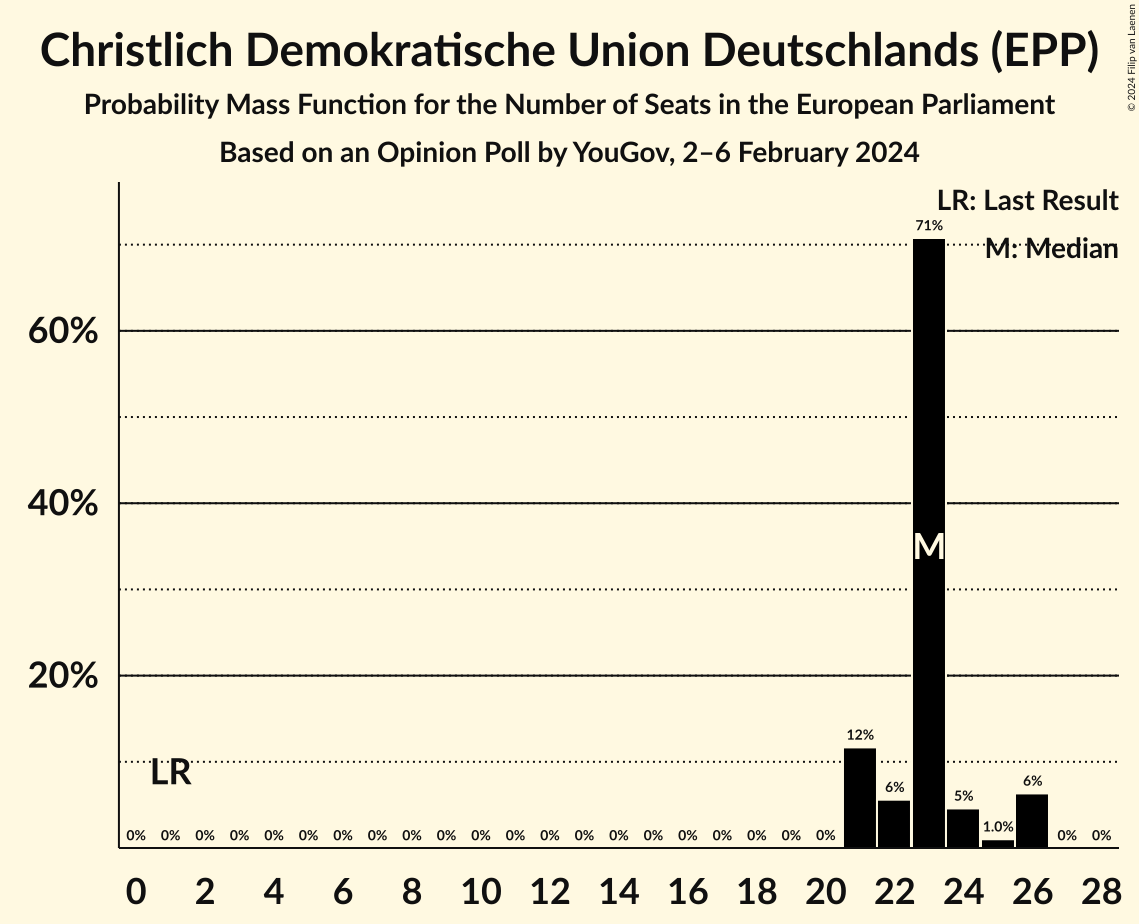 Christlich Demokratische Union Deutschlands (EPP)
Probability Mass Function for the Number of Seats in the European Parliament
Based on an Opinion Poll by YouGov, 2–6 February 2024
© 2024 Filip van Laenen
LR: Last Result
M: Median
60%
40%
20%
71%
M
LR
12%
6%
5%
1.0%
6%
0% 0% 0% 0% 0% 0% 0% 0% 0% 0% 0% 0% 0% 0% 0% 0% 0% 0% 0% 0% 0% 0% 0%
0 2 4 6 8 10 12 14 16 18 20 22 24 26 28